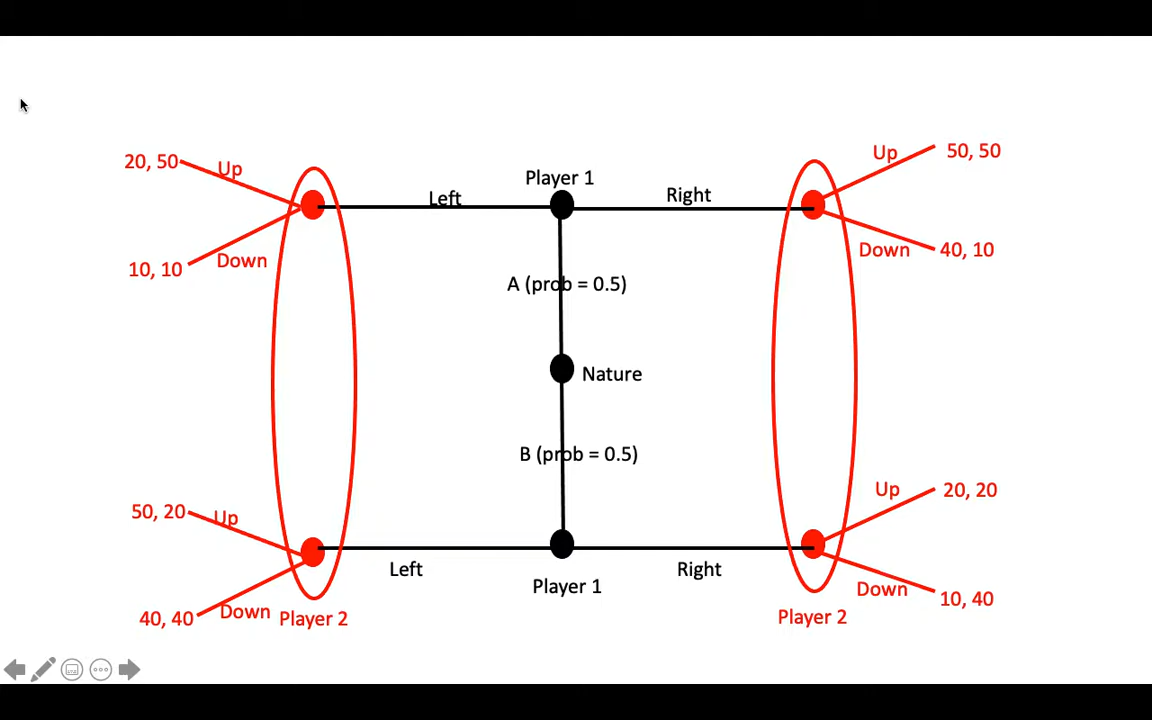 Player 1
20, 50
Up
Left
Right
Up
50, 50
10, 10
Down
Down
40, 10
A (prob = 0.5)
Nature
B (prob = 0.5)
50, 20
Up
Up
20, 20
Left
Player 1
Right
Down
10, 40
40, 40
Down
Player 2
Player 2